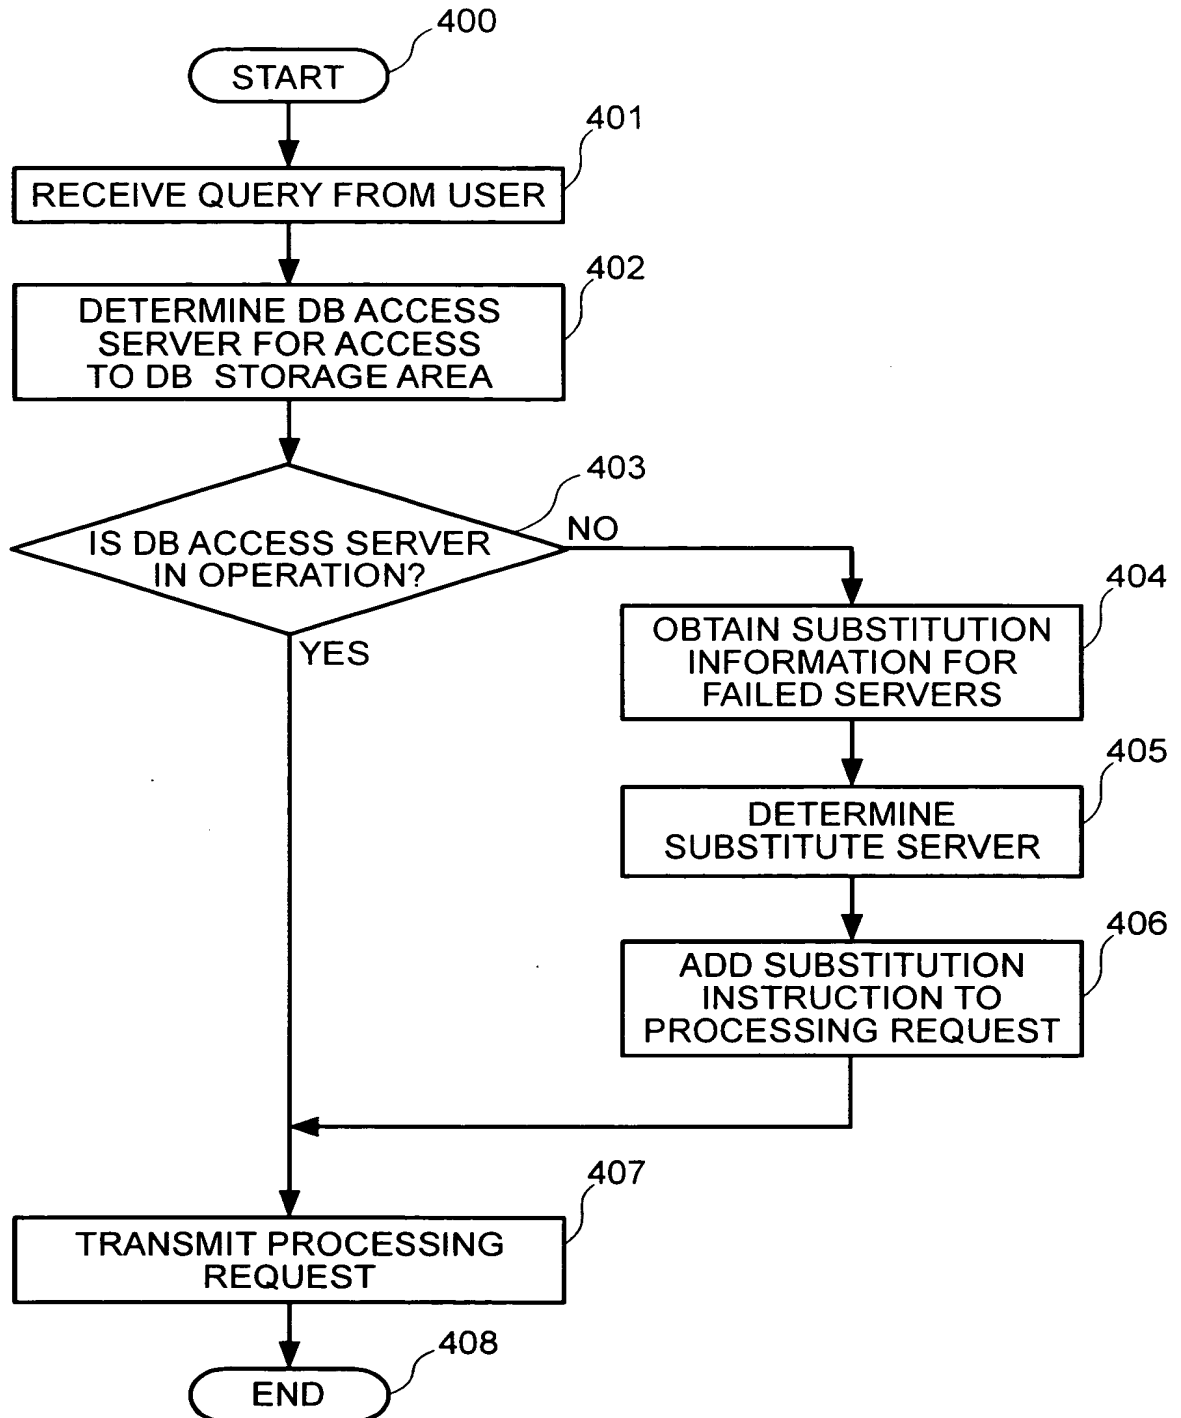 400
START
401
RECEIVE QUERY FROM USER
402
DETERMINE DB ACCESS
SERVER FOR ACCESS
TO DB STORAGE AREA
403
IS DB ACCESS SERVER
IN OPERATION?
NO
YES
404
OBTAIN SUBSTITUTION
INFORMATION FOR
FAILED SERVERS
405
DETERMINE
SUBSTITUTE SERVER
406
ADD SUBSTITUTION
INSTRUCTION TO
PROCESSING REQUEST
407
TRANSMIT PROCESSING
REQUEST
408
END